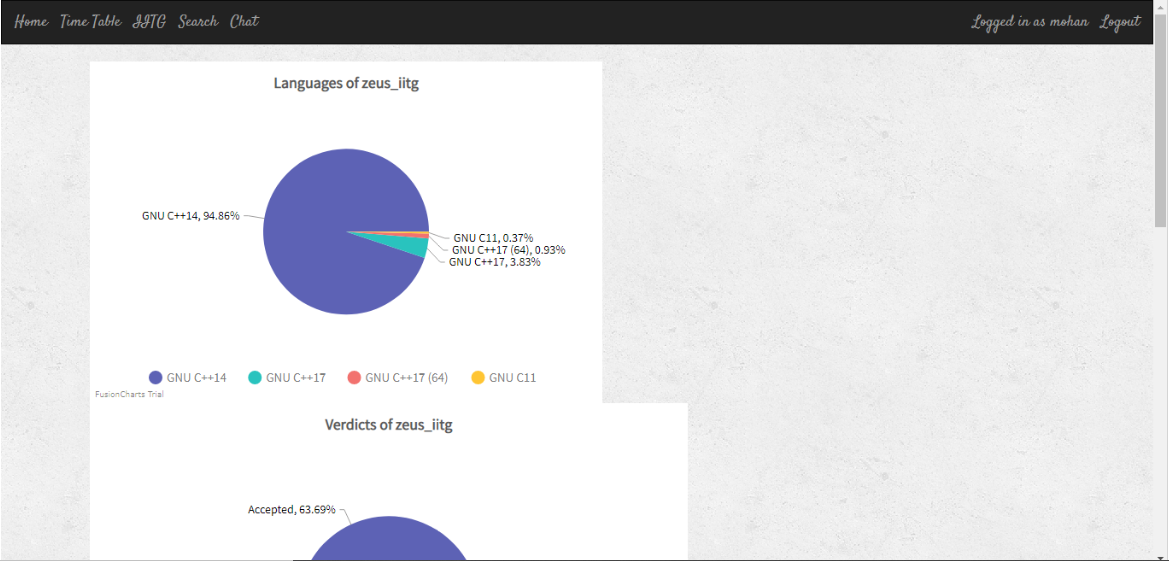 Home Time Table IITG Search Chat Logged in as mohan Logout
Languages of zeus_iitg
GNU C++14, 94.86%
GNU C11, 0.37%
GNU C++17 (64), 0.93%
GNU C++17, 3.83%
GNU C++14 GNU C++17 GNU C++17 (64) GNU C11
FusionCharts Trial
Verdicts of zeus_iitg
Accepted, 63.69%